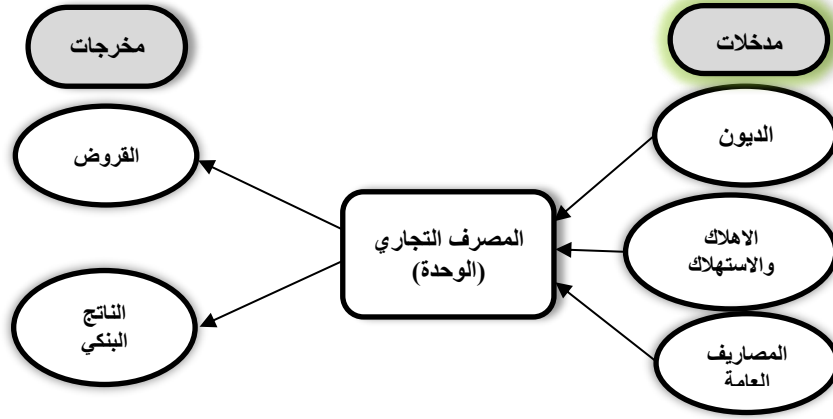 مدخلات
مخرجات
الديون
القروض
الاهلاك
والاستهلاك
المصرف التجاري
(الوحدة)
الناتج
البنكي
المصاريف
العامة